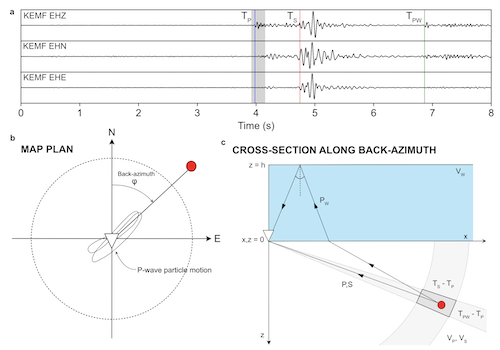 a
KEMF EHZ
T_P
T_S
T_PW
KEMF EHN
KEMF EHE
0 1 2 3 4 5 6 7 8
Time (s)
b
MAP PLAN
N
Back-azimuth
φ
E
P-wave particle motion
c
CROSS-SECTION ALONG BACK-AZIMUTH
z = h
V_W
P_W
x,z = 0
x
T_S - T_P
P,S
T_PW - T_P
z
V_P, V_S